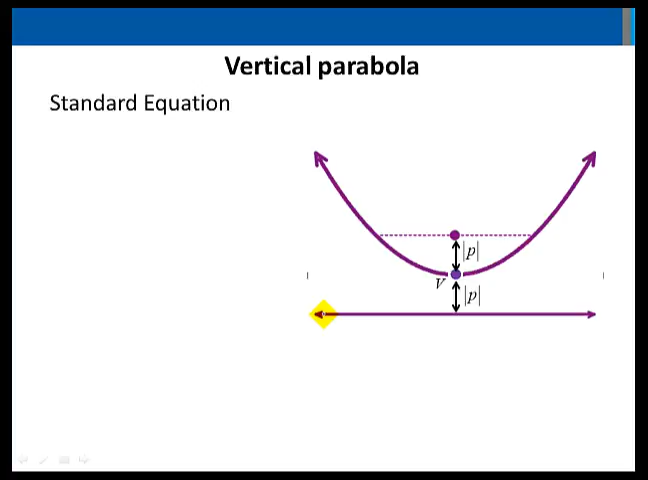 Vertical parabola
Standard Equation
|p|
V
|p|